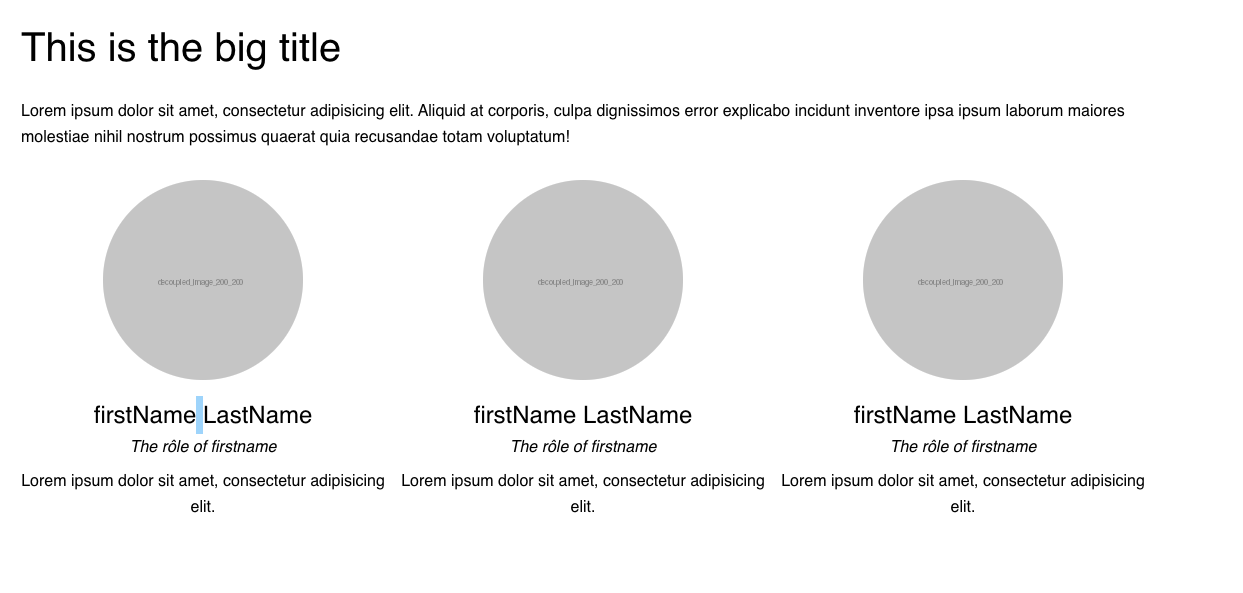 This is the big title
Lorem ipsum dolor sit amet, consectetur adipisicing elit. Aliquid at corporis, culpa dignissimos error explicabo incidunt inventore ipsa ipsum laborum maiores
molestiae nihil nostrum possimus quaerat quia recusandae totam voluptatum!
decoupled_image_200_200
decoupled_image_200_200
decoupled_image_200_200
firstName LastName
The rôle of firstname
Lorem ipsum dolor sit amet, consectetur adipisicing
elit.
firstName LastName
The rôle of firstname
Lorem ipsum dolor sit amet, consectetur adipisicing
elit.
firstName LastName
The rôle of firstname
Lorem ipsum dolor sit amet, consectetur adipisicing
elit.